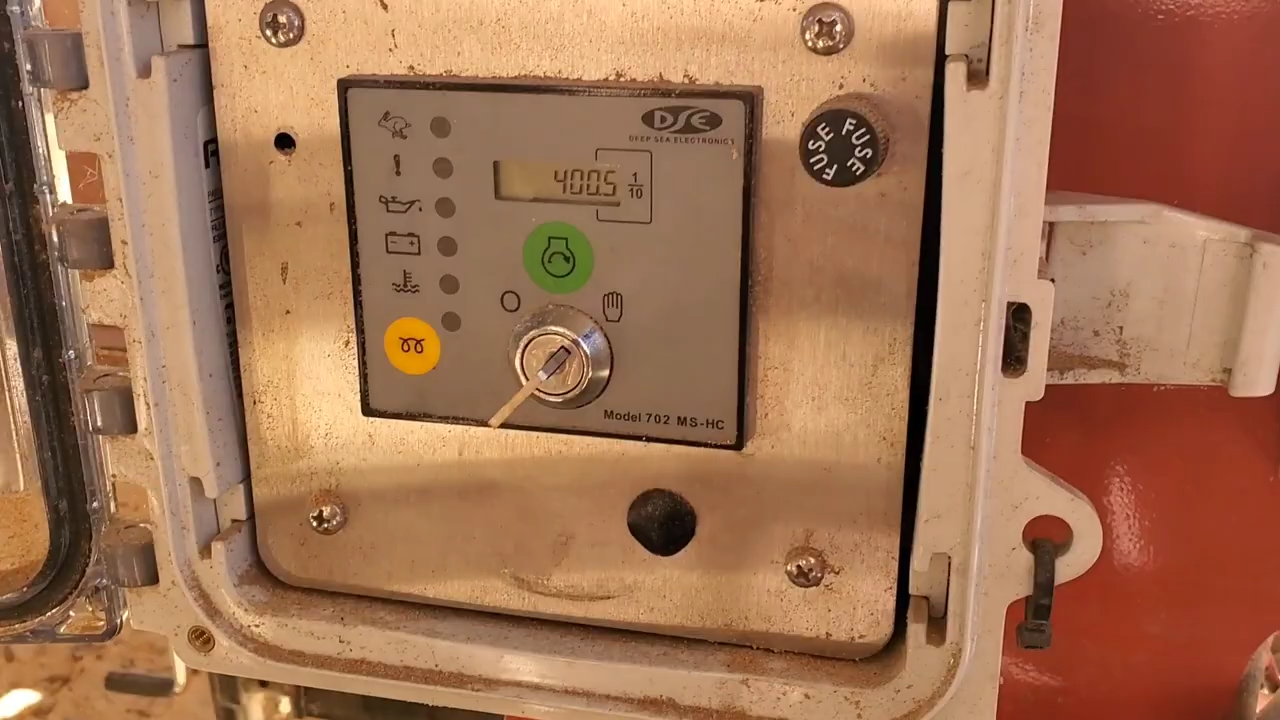 DSE
DEEP SEA ELECTRONICS
400.5
1
10
FUSE FUSE
Model 702 MS-HC